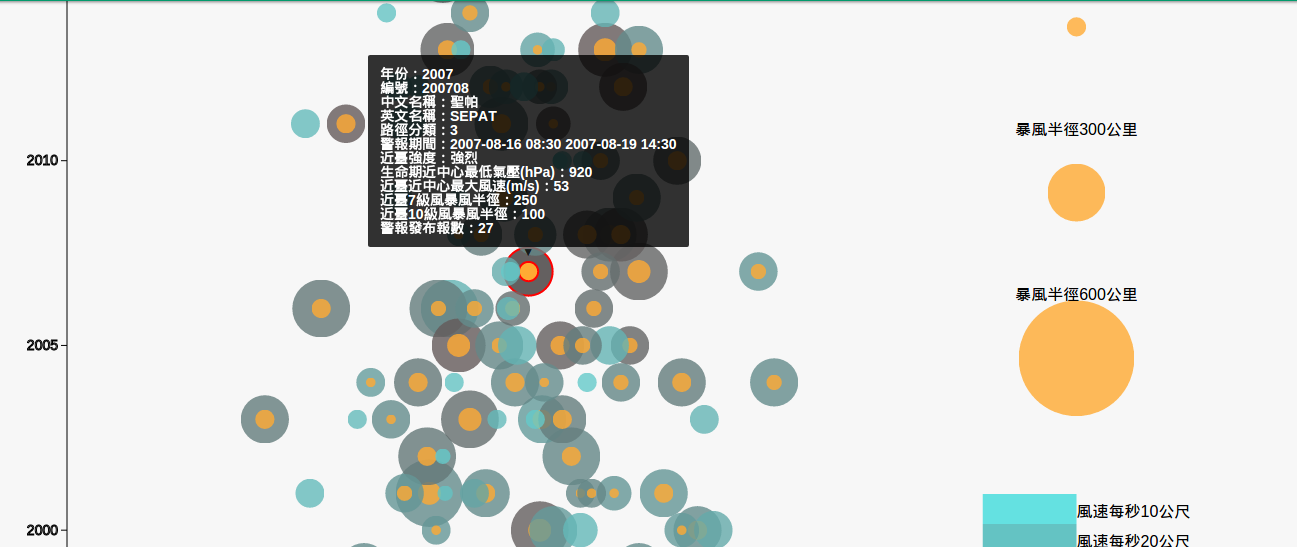 年份：2007
編號：200708
中文名稱：聖帕
英文名稱：SEPAT
路徑分類：3
警報期間：2007-08-16 08:30 2007-08-19 14:30
近臺強度：強烈
生命期近中心最低氣壓(hPa)：920
近臺近中心最大風速(m/s)：53
近臺7級風暴風半徑：250
近臺10級風暴風半徑：100
警報發布報數：27
2010
2005
2000
暴風半徑300公里
暴風半徑600公里
風速每秒10公尺
風速每秒20公尺